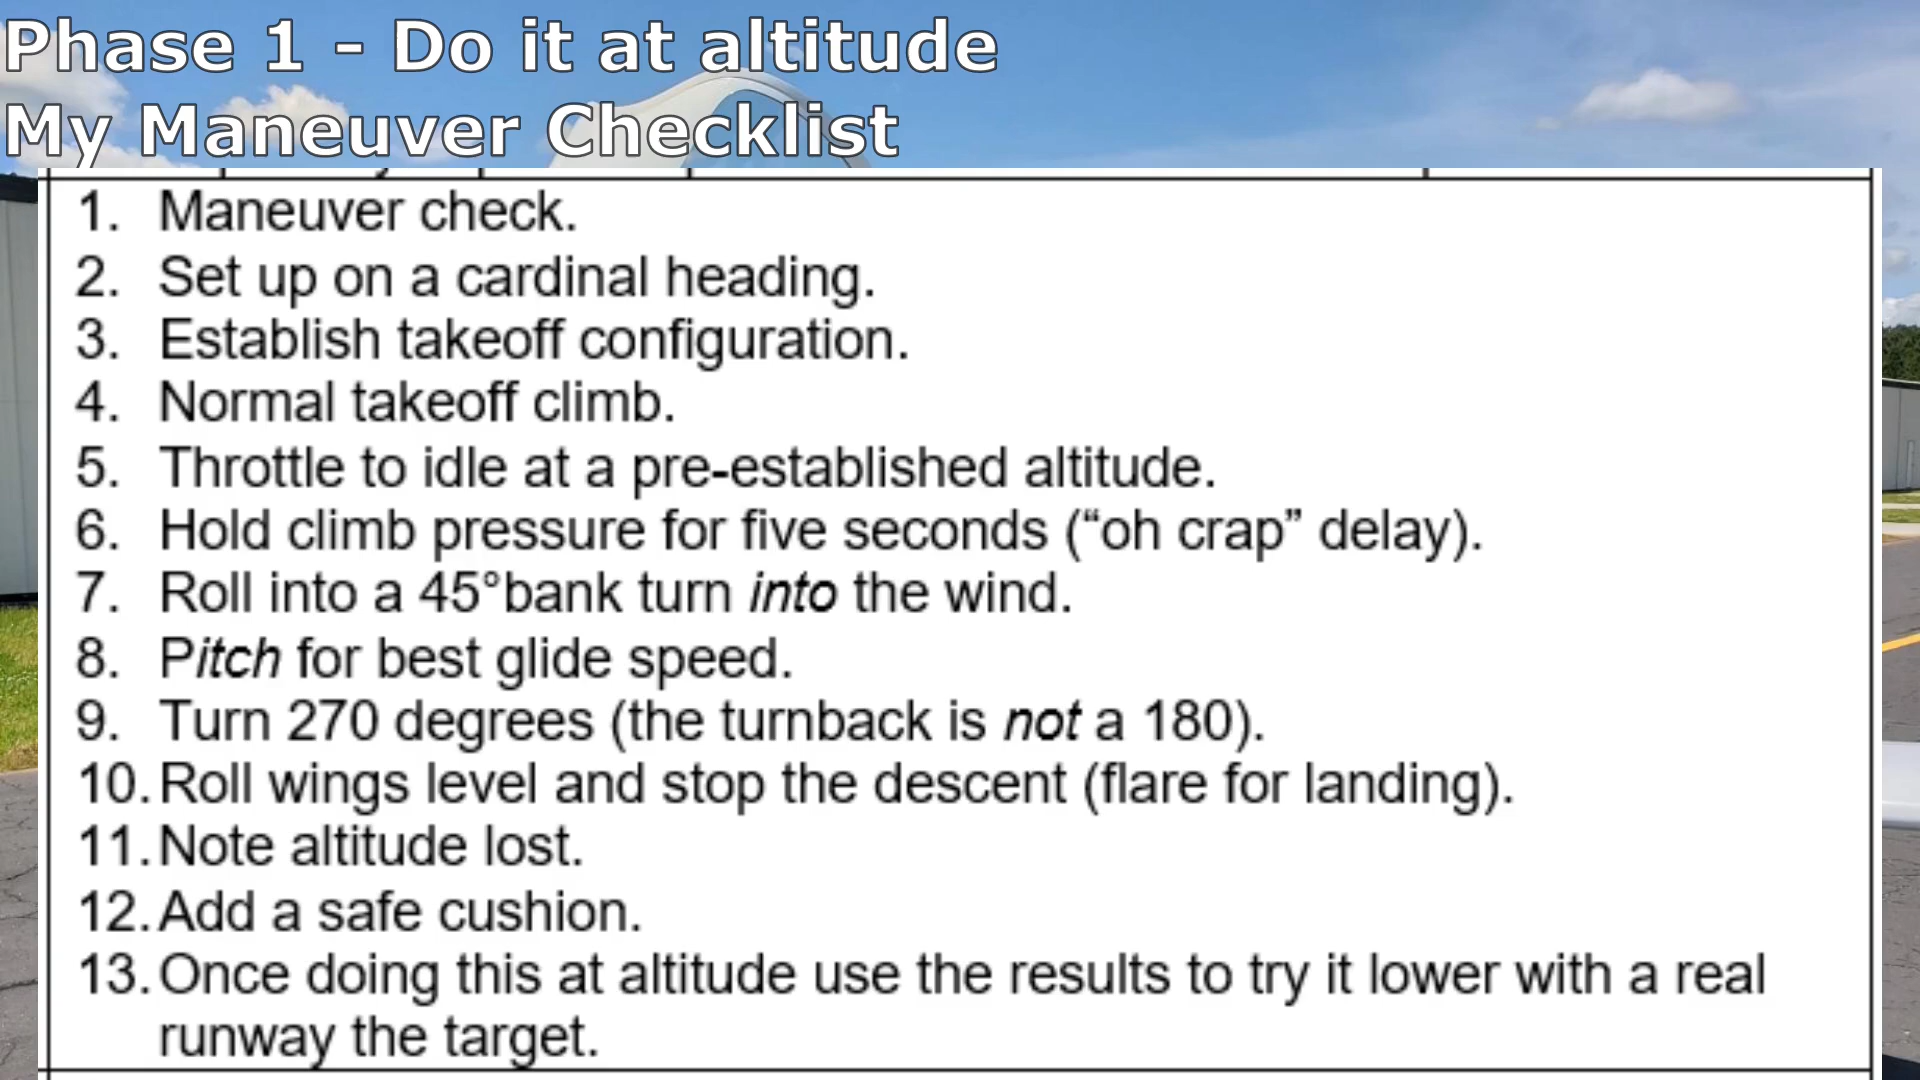 Phase 1 - Do it at altitude
My Maneuver Checklist
1. Maneuver check.
2. Set up on a cardinal heading.
3. Establish takeoff configuration.
4. Normal takeoff climb.
5. Throttle to idle at a pre-established altitude.
6. Hold climb pressure for five seconds (“oh crap” delay).
7. Roll into a 45°bank turn into the wind.
8. Pitch for best glide speed.
9. Turn 270 degrees (the turnback is not a 180).
10. Roll wings level and stop the descent (flare for landing).
11. Note altitude lost.
12. Add a safe cushion.
13. Once doing this at altitude use the results to try it lower with a real
runway the target.